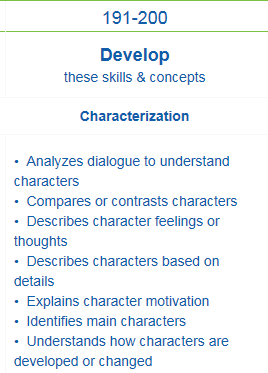 191-200
Develop
these skills & concepts
Characterization
• Analyzes dialogue to understand
characters
• Compares or contrasts characters
• Describes character feelings or
thoughts
• Describes characters based on
details
• Explains character motivation
• Identifies main characters
• Understands how characters are
developed or changed